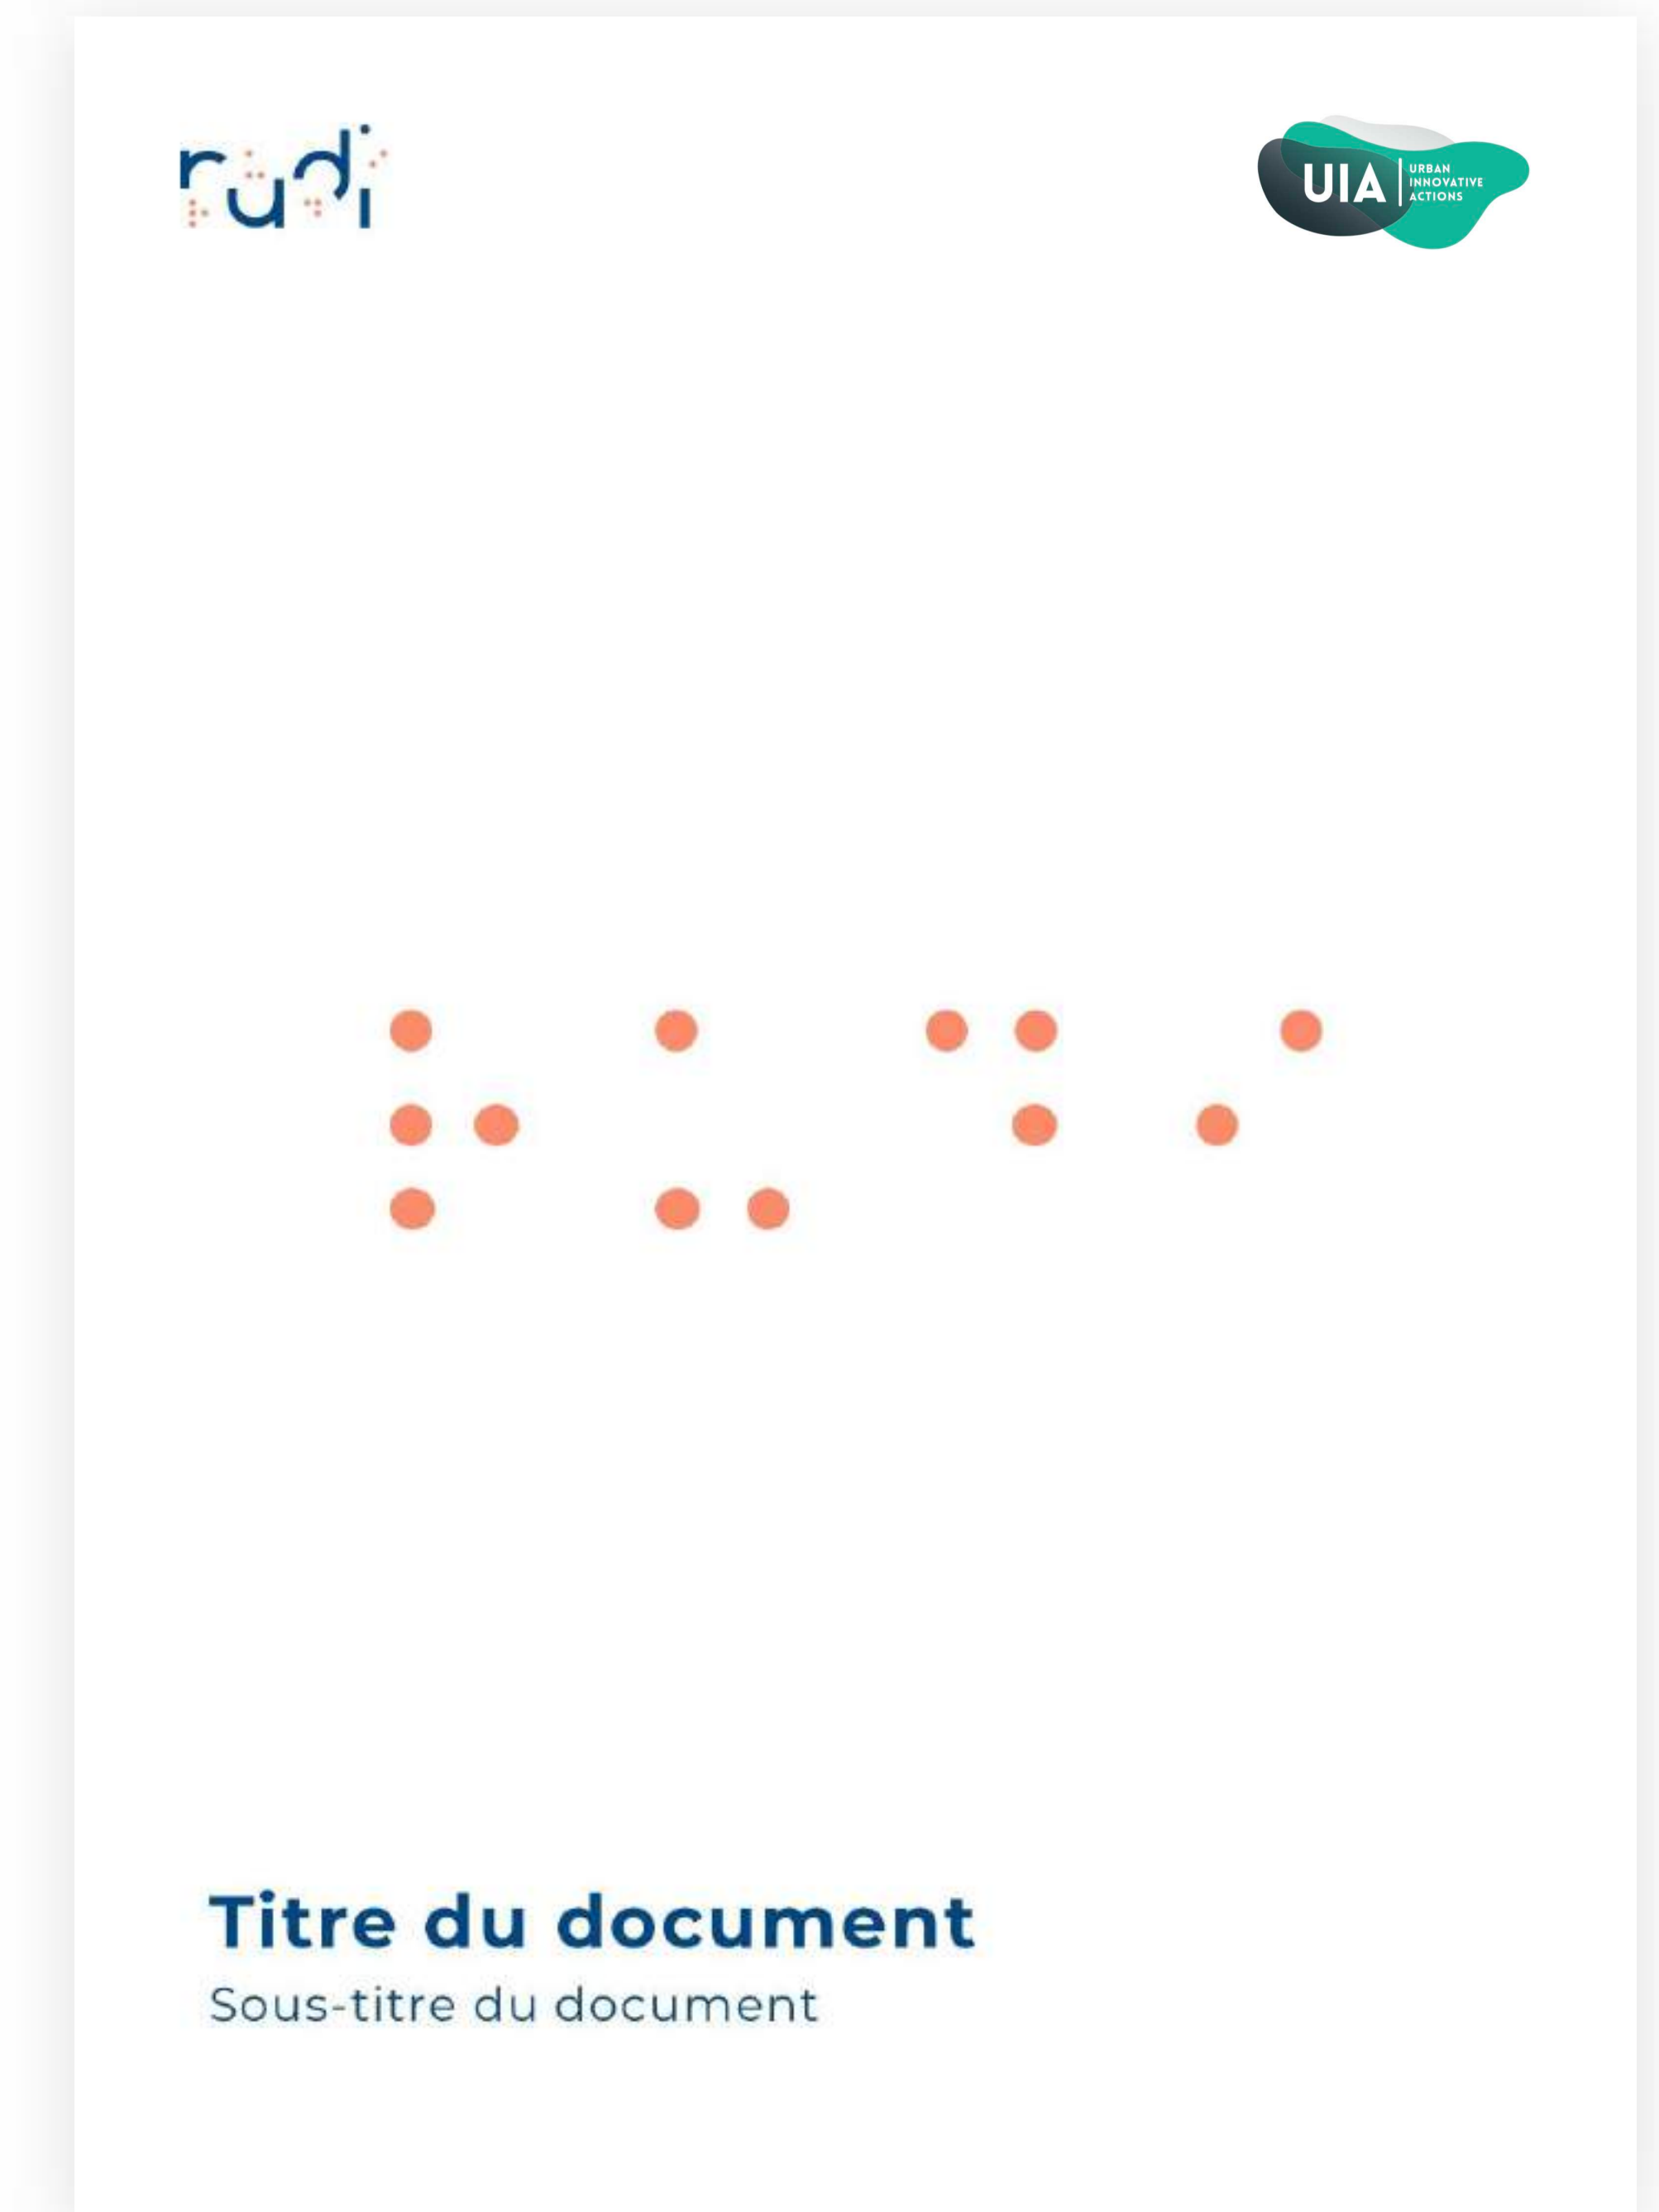 rudi
UIA
URBAN
INNOVATIVE
ACTIONS
⠗⠥⠙⠊
Titre du document
Sous-titre du document